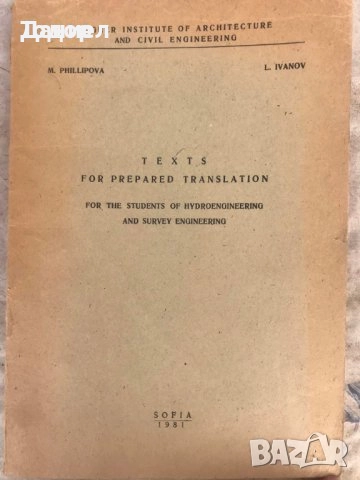 INSTITUTE OF ARCHITECTURE
AND CIVIL ENGINEERING
M. PHILLIPOVA
L. IVANOV
TEXTS
FOR PREPARED TRANSLATION
FOR THE STUDENTS OF HYDROENGINEERING
AND SURVEY ENGINEERING
SOFIA
1981
BAZAR